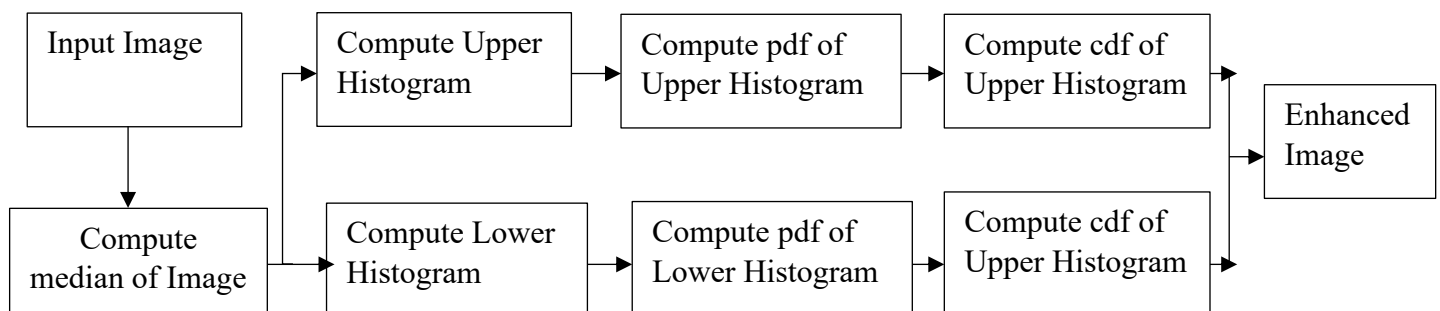 Input Image
Compute
median of Image
Compute Upper
Histogram
Compute pdf of
Upper Histogram
Compute cdf of
Upper Histogram
Compute Lower
Histogram
Compute pdf of
Lower Histogram
Compute cdf of
Upper Histogram
Enhanced
Image